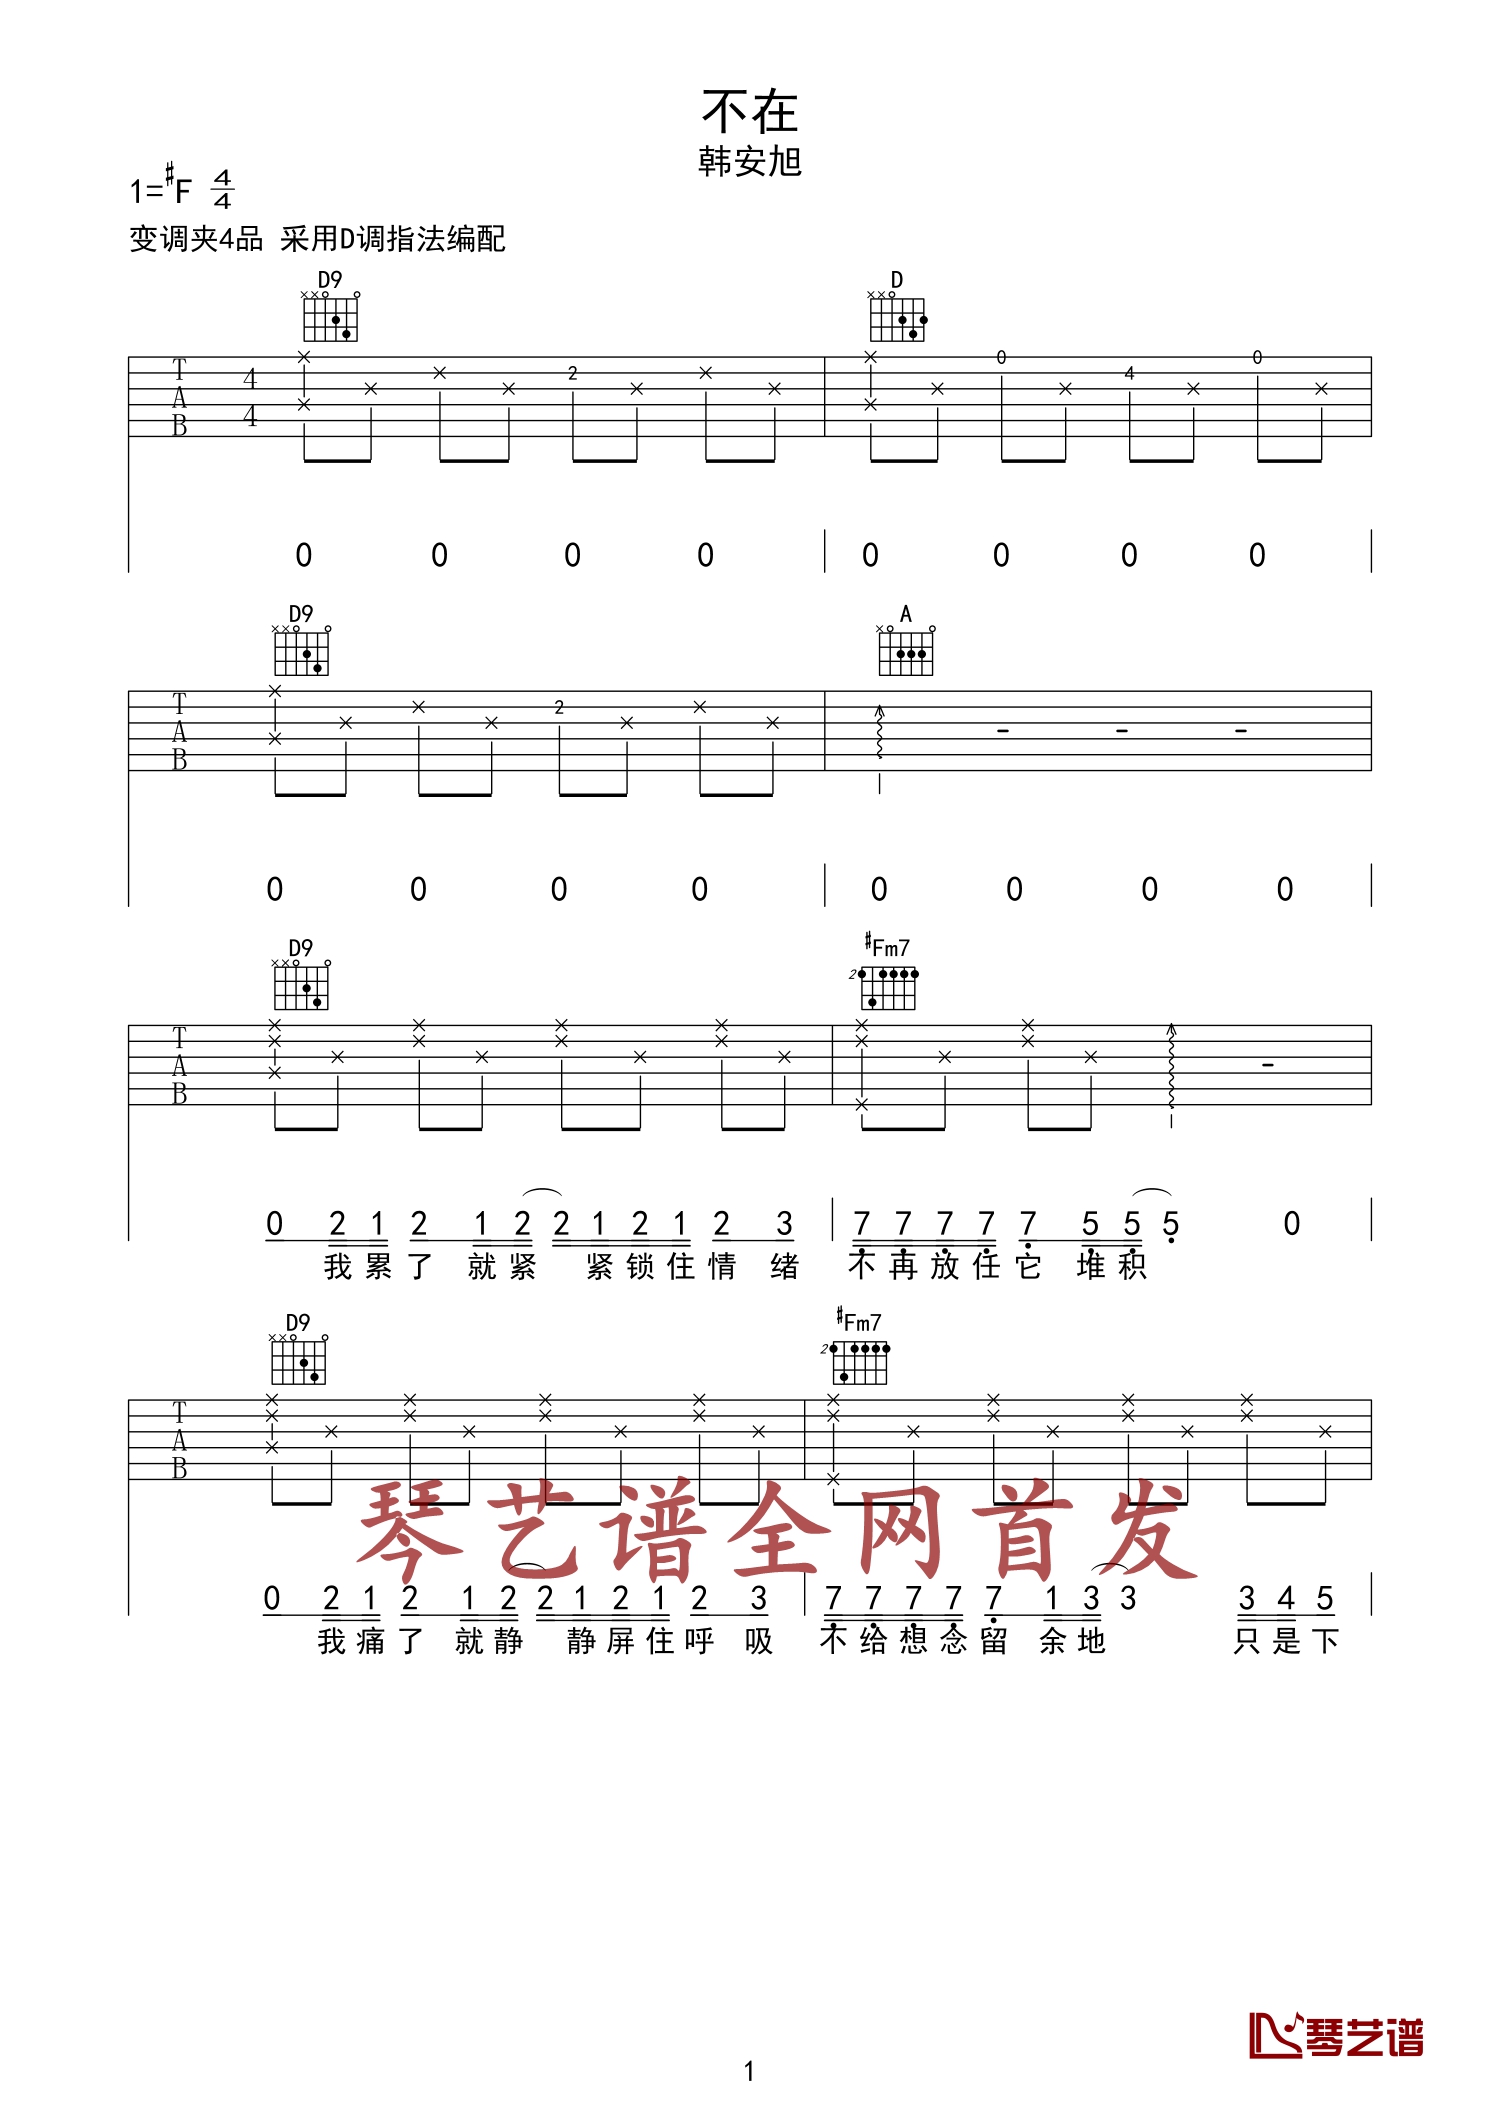 不在
韩安旭
1=#F 4/4
变调夹4品 采用D调指法编配
D9 D
T A B 4 4 2 0 4 0
0 0 0 0 0 0 0 0
D9 A
T A B 2
0 0 0 0 0 0 0 0
D9 #Fm7
2
T A B
0 2 1 2 1 2 2 1 2 1 2 3 7 7 7 7 7 5 5 5 0
我累了 就紧 紧锁住情 绪 不再放任它 堆积
D9 #Fm7
2
T A B
琴艺谱全网首发
0 2 1 2 1 2 2 1 2 1 2 3 7 7 7 7 7 1 3 3 3 4 5
我痛了 就静 静屏住呼 吸 不给想念留 余地 只是下
琴艺谱
1